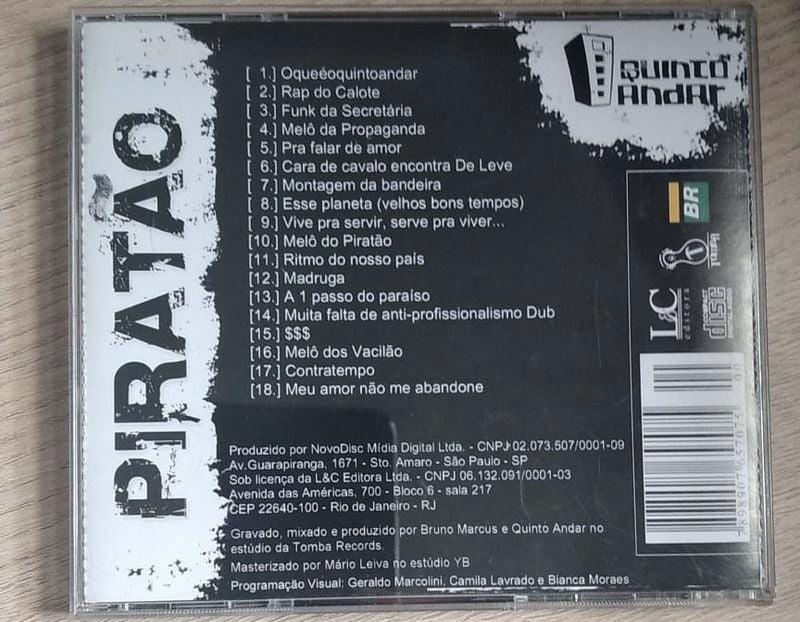 PIRATÃO
[ 1.] Oqueéoquintoandar
[ 2.] Rap do Calote
[ 3.] Funk da Secretária
[ 4.] Melô da Propaganda
[ 5.] Pra falar de amor
[ 6.] Cara de cavalo encontra De Leve
[ 7.] Montagem da bandeira
[ 8.] Esse planeta (velhos bons tempos)
[ 9.] Vive pra servir, serve pra viver...
[10.] Melô do Piratão
[11.] Ritmo do nosso país
[12.] Madruga
[13.] A 1 passo do paraíso
[14.] Muita falta de anti-profissionalismo Dub
[15.] $$$
[16.] Melô dos Vacilão
[17.] Contratempo
[18.] Meu amor não me abandone
QUINTO
ANDAR
BR
L&C
editora
COMPACT
disc
DIGITAL AUDIO
Produzido por NovoDisc Mídia Digital Ltda. - CNPJ 02.073.507/0001-09
Av.Guarapiranga, 1671 - Sto. Amaro - São Paulo - SP
Sob licença da L&C Editora Ltda. - CNPJ 06.132.091/0001-03
Avenida das Américas, 700 - Bloco 6 - sala 217
CEP 22640-100 - Rio de Janeiro - RJ
Gravado, mixado e produzido por Bruno Marcus e Quinto Andar no
estúdio da Tomba Records.
Masterizado por Mário Leiva no estúdio YB
Programação Visual: Geraldo Marcolini, Camila Lavrado e Bianca Moraes